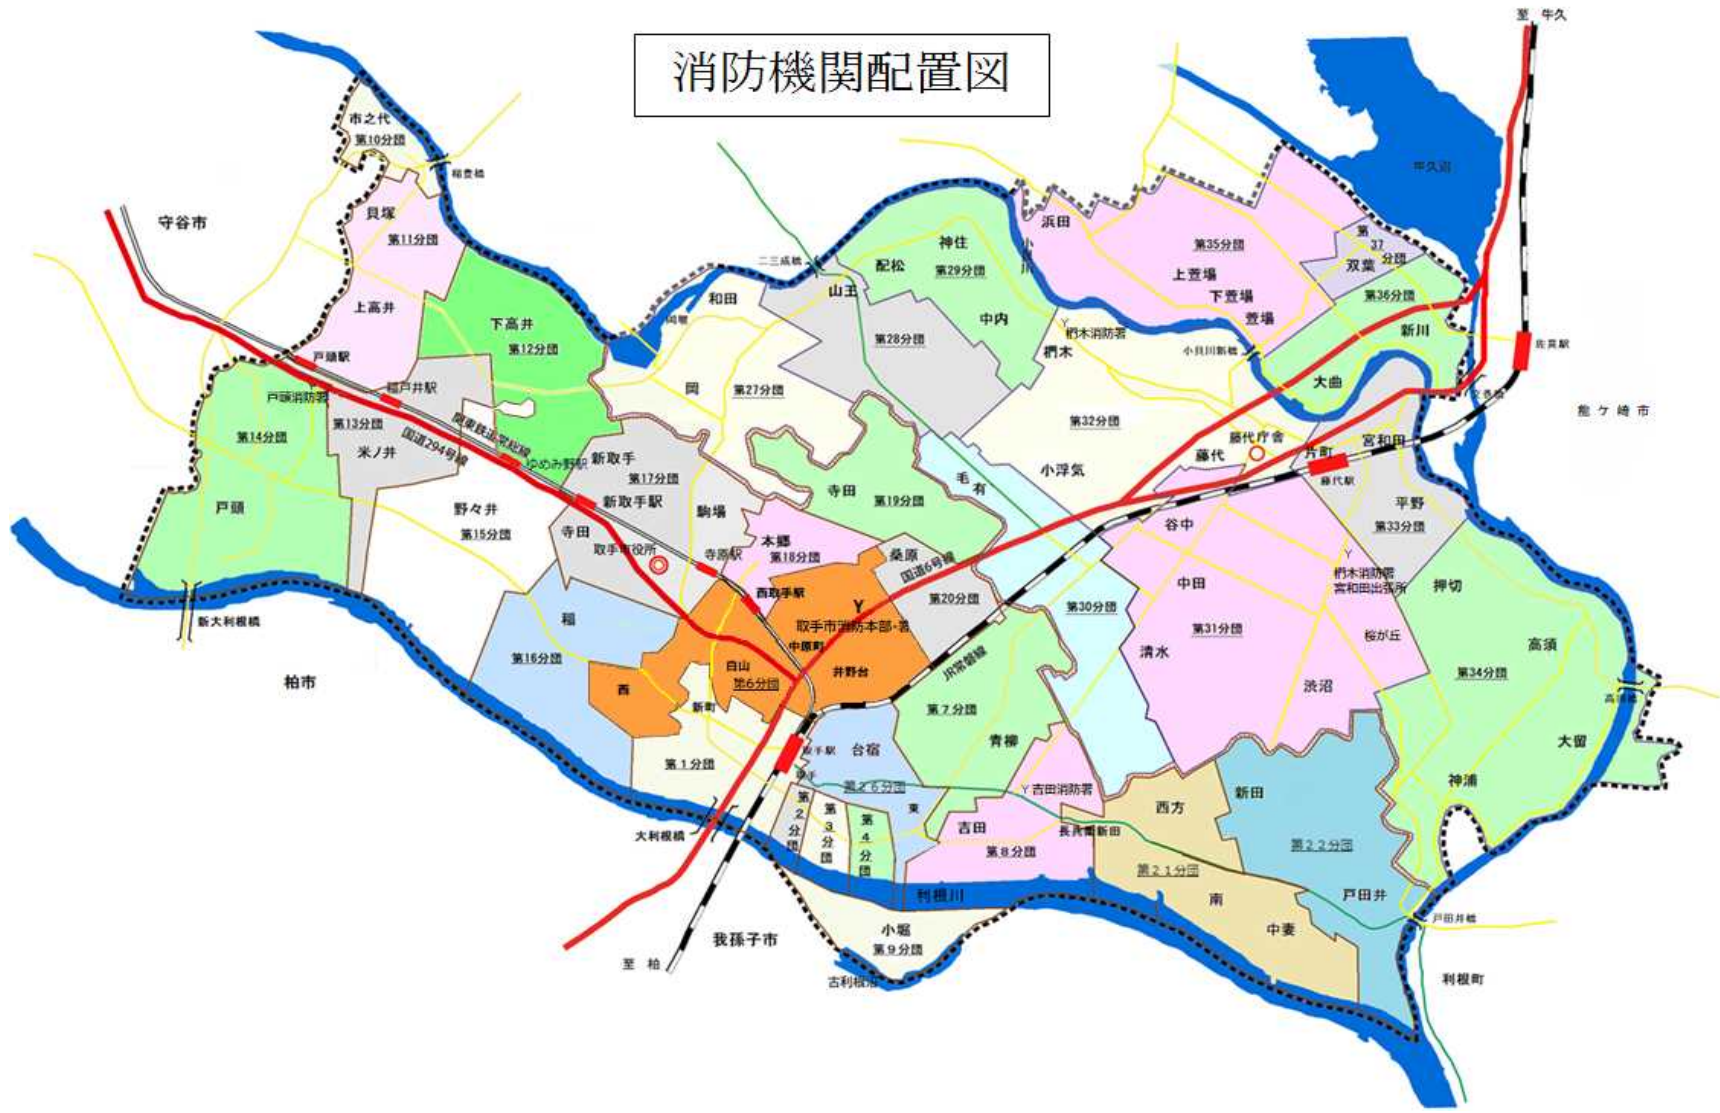 消防機関配置図
至 牛久
牛久沼
市之代
第10分団
稲豊橋
守谷市
貝塚
第11分団
上高井
下高井
第12分団
戸頭駅
戸頭消防署
稲戸井駅
第13分団
米ノ井
第14分団
戸頭
関東鉄道常総線
国道294号線
ゆめみ野駅
新取手
第17分団
新取手駅
駒場
寺田
取手市役所
寺原駅
野々井
第15分団
新大利根橋
柏市
稲
第16分団
二三成橋
和田
岡堰
岡
第27分団
山王
第28分団
配松
神住
第29分団
中内
小貝川
浜田
第35分団
上萱場
下萱場
萱場
第37分団
双葉
第36分団
新川
大曲
小貝川新橋
椚木消防署
椚木
第32分団
小浮気
佐貫駅
文巻橋
龍ケ崎市
藤代庁舎
藤代
片町
宮和田
藤代駅
平野
第33分団
毛有
寺田
第19分団
本郷
第18分団
桑原
国道6号線
第20分団
西取手駅
取手市消防本部・署
中原町
井野台
白山
第6分団
西
新町
第1分団
谷中
中田
第30分団
第31分団
清水
渋沼
椚木消防署
宮和田出張所
桜が丘
押切
高須
第34分団
高須橋
大留
神浦
JR常磐線
第7分団
青柳
台宿
取手駅
取手
第26分団
東
第2分団
第3分団
第4分団
大利根橋
吉田消防署
吉田
第8分団
長兵衛新田
西方
新田
第21分団
第22分団
南
中妻
戸田井
戸田井橋
利根川
小堀
第9分団
古利根沼
我孫子市
至 柏
利根町